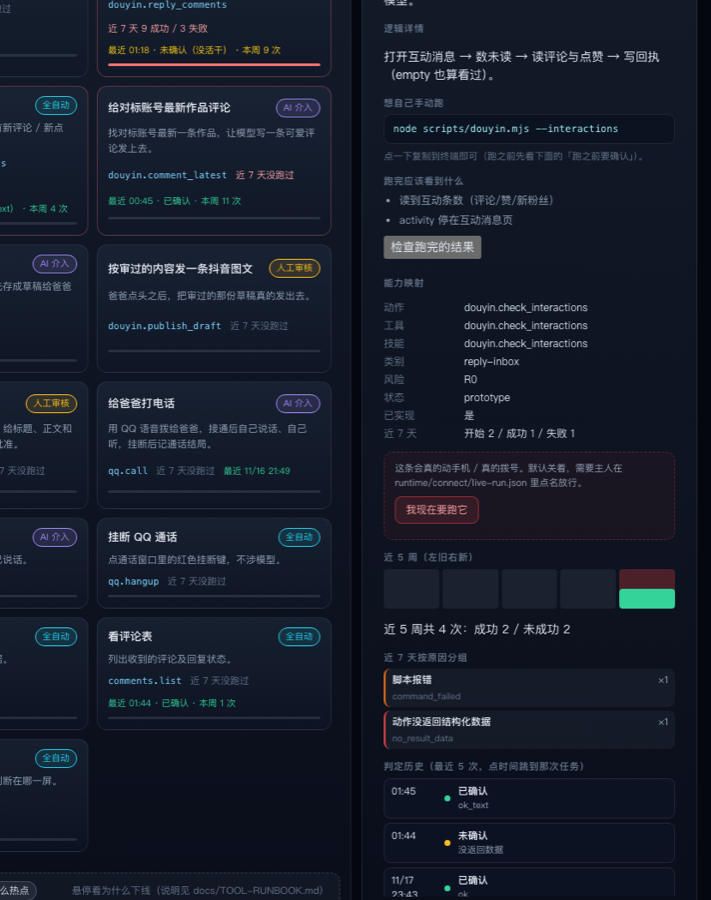 douyin.reply_comments
近 7 天 9 成功 / 3 失败
最近 01:18 · 未确认（没活干） · 本周 9 次
全自动
新评论 / 新点
s
ext） · 本周 4 次
给对标账号最新作品评论
AI 介入
找对标账号最新一条作品，让模型写一条可爱评
论发上去。
douyin.comment_latest 近 7 天没跑过
最近 00:45 · 已确认 · 本周 11 次
AI 介入
存成草稿给爸爸
按审过的内容发一条抖音图文
人工审核
爸爸点头之后，把审过的那份草稿真的发出去。
douyin.publish_draft 近 7 天没跑过
人工审核
给标题、正文和
批准。
7 天没跑过
给爸爸打电话
AI 介入
用 QQ 语音拨给爸爸，接通后自己说话、自己
听，挂断后记通话结局。
qq.call 近 7 天没跑过 最近 11/16 21:49
AI 介入
说话。
挂断 QQ 通话
全自动
点通话窗口里的红色挂断键，不涉模型。
qq.hangup 近 7 天没跑过
全自动
看评论表
全自动
列出收到的评论及回复状态。
comments.list 近 7 天没跑过
最近 01:44 · 已确认 · 本周 1 次
全自动
判断在哪一屏。
么热点
悬停看为什么下线（说明见 docs/TOOL-RUNBOOK.md）
模型。
逻辑详情
打开互动消息 → 数未读 → 读评论与点赞 → 写回执
（empty 也算看过）。
想自己手动跑
node scripts/douyin.mjs --interactions
点一下复制到终端即可（跑之前先看下面的「跑之前要确认」）。
跑完应该看到什么
• 读到互动条数（评论/赞/新粉丝）
• activity 停在互动消息页
检查跑完的结果
能力映射
动作 douyin.check_interactions
工具 douyin.check_interactions
技能 douyin.check_interactions
类别 reply-inbox
风险 R0
状态 prototype
已实现 是
近 7 天 开始 2 / 成功 1 / 失败 1
这条会真的动手机 / 真的拨号。默认关着，需要主人在
runtime/connect/live-run.json 里点名放行。
我现在要跑它
近 5 周（左旧右新）
近 5 周共 4 次：成功 2 / 未成功 2
近 7 天按原因分组
脚本报错 ×1
command_failed
动作没返回结构化数据 ×1
no_result_data
判定历史（最近 5 次，点时间跳到那次任务）
01:45 已确认
ok_text
01:44 未确认
没返回数据
11/17 已确认
23:43 ok